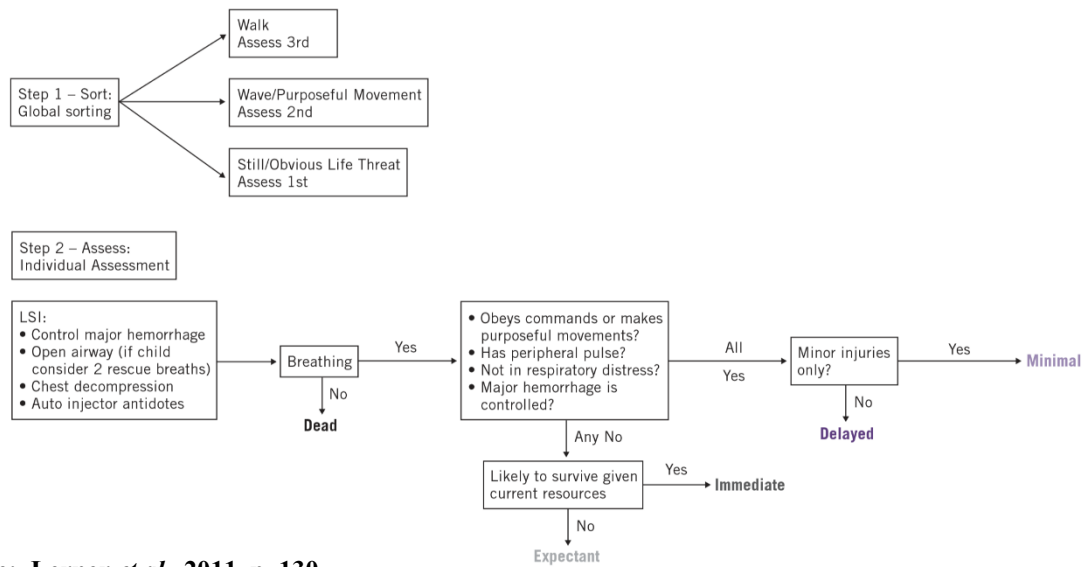 Walk
Assess 3rd
Step 1 – Sort:
Global sorting
Wave/Purposeful Movement
Assess 2nd
Still/Obvious Life Threat
Assess 1st
Step 2 – Assess:
Individual Assessment
LSI:
• Control major hemorrhage
• Open airway (if child
consider 2 rescue breaths)
• Chest decompression
• Auto injector antidotes
Breathing
Yes
No
Dead
• Obeys commands or makes
purposeful movements?
• Has peripheral pulse?
• Not in respiratory distress?
• Major hemorrhage is
controlled?
All
Yes
Minor injuries
only?
Yes
Minimal
No
Delayed
Any No
Likely to survive given
current resources
Yes
Immediate
No
Expectant
2011, p. 130